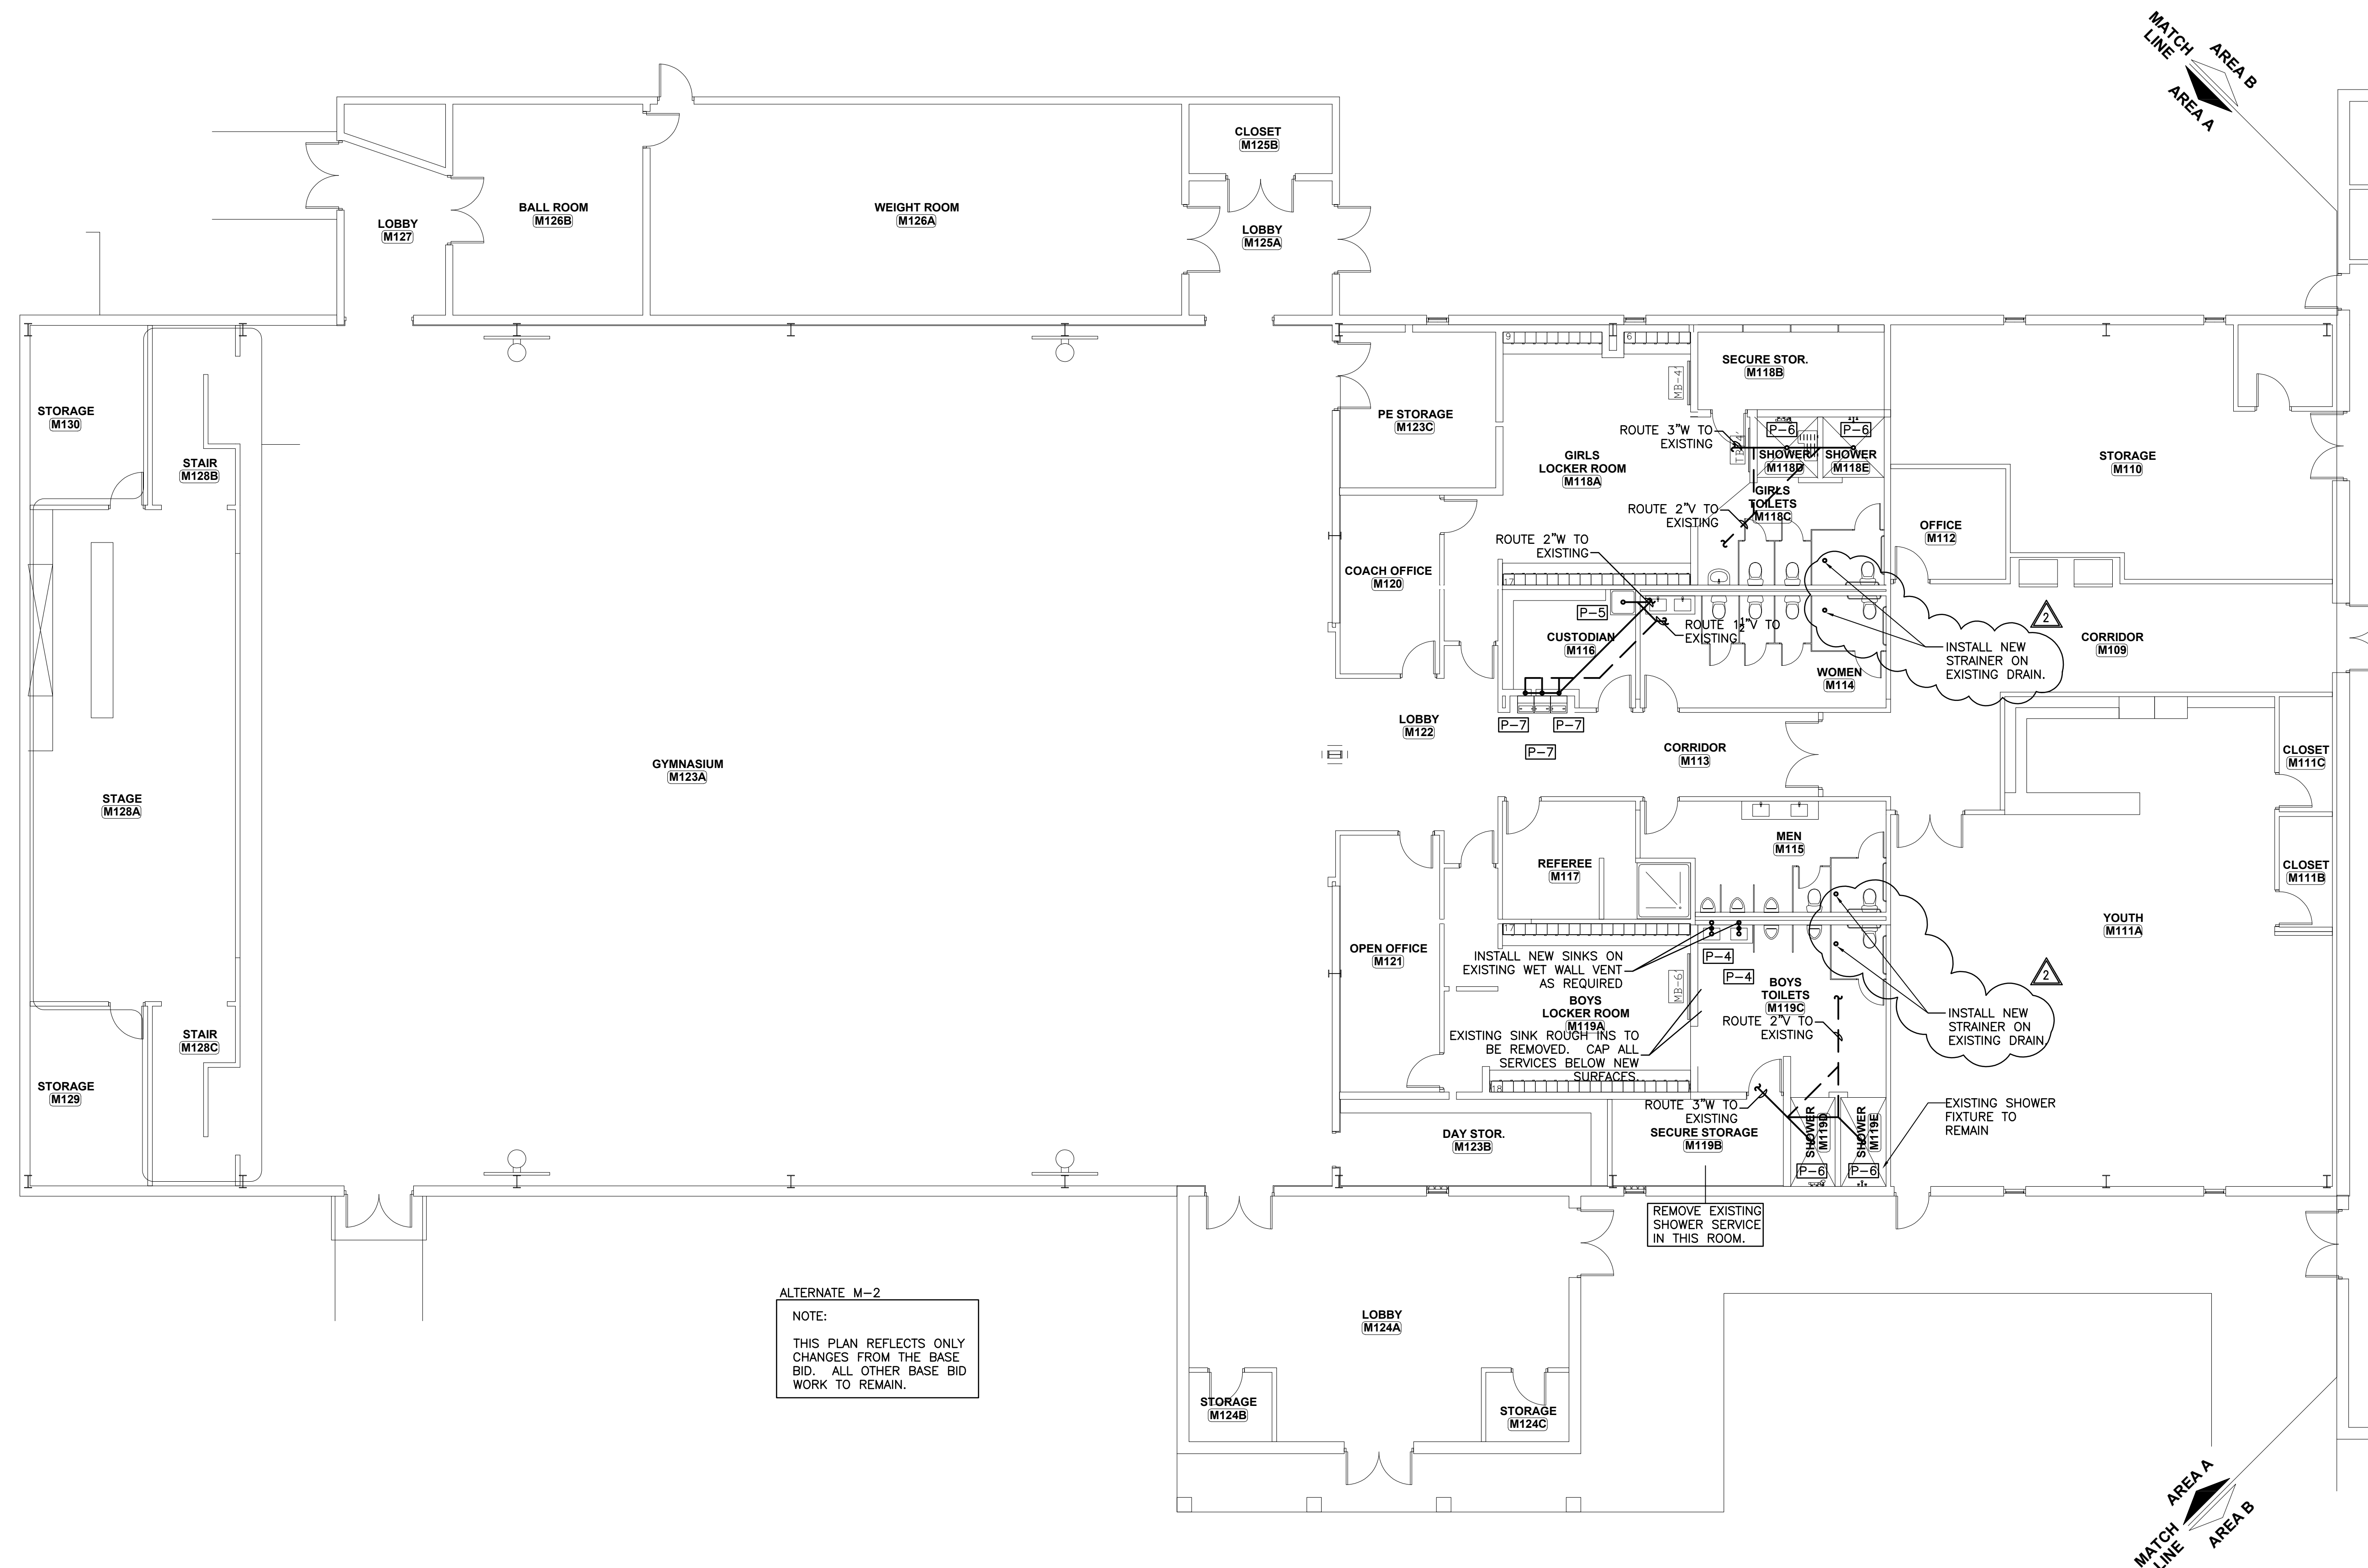 MATCH
LINE
AREA B
AREA A
CLOSET
M125B
BALL ROOM
M126B
WEIGHT ROOM
M126A
LOBBY
M127
LOBBY
M125A
STORAGE
M130
STAIR
M128B
PE STORAGE
M123C
9
6
MB-4'
SECURE STOR.
M118B
ROUTE 3"W TO
EXISTING
P-6
P-6
SHOWER
M118D
SHOWER
M118E
GIRLS
LOCKER ROOM
M118A
STORAGE
M110
ROUTE 2"V TO
EXISTING
GIRLS
TOILETS
M118C
OFFICE
M112
ROUTE 2"W TO
EXISTING
COACH OFFICE
M120
17
P-5
ROUTE 1½"V TO
EXISTING
CUSTODIAN
M116
WOMEN
M114
2
INSTALL NEW
STRAINER ON
EXISTING DRAIN.
CORRIDOR
M109
LOBBY
M122
P-7
P-7
P-7
CORRIDOR
M113
CLOSET
M111C
GYMNASIUM
M123A
STAGE
M128A
MEN
M115
REFEREE
M117
CLOSET
M111B
YOUTH
M111A
OPEN OFFICE
M121
17
INSTALL NEW SINKS ON
EXISTING WET WALL VENT
AS REQUIRED
P-4
P-4
MB-6'
BOYS
LOCKER ROOM
M119A
BOYS
TOILETS
M119C
2
INSTALL NEW
STRAINER ON
EXISTING DRAIN.
ROUTE 2"V TO
EXISTING
EXISTING SINK ROUGH INS TO
BE REMOVED. CAP ALL
SERVICES BELOW NEW
SURFACES.
18
STAIR
M128C
STORAGE
M129
ROUTE 3"W TO
EXISTING
SECURE STORAGE
M119B
DAY STOR.
M123B
SHOWER
M119D
SHOWER
M119E
P-6
P-6
EXISTING SHOWER
FIXTURE TO
REMAIN
REMOVE EXISTING
SHOWER SERVICE
IN THIS ROOM.
ALTERNATE M-2
NOTE:
THIS PLAN REFLECTS ONLY
CHANGES FROM THE BASE
BID. ALL OTHER BASE BID
WORK TO REMAIN.
LOBBY
M124A
STORAGE
M124B
STORAGE
M124C
AREA A
AREA B
MATCH
LINE